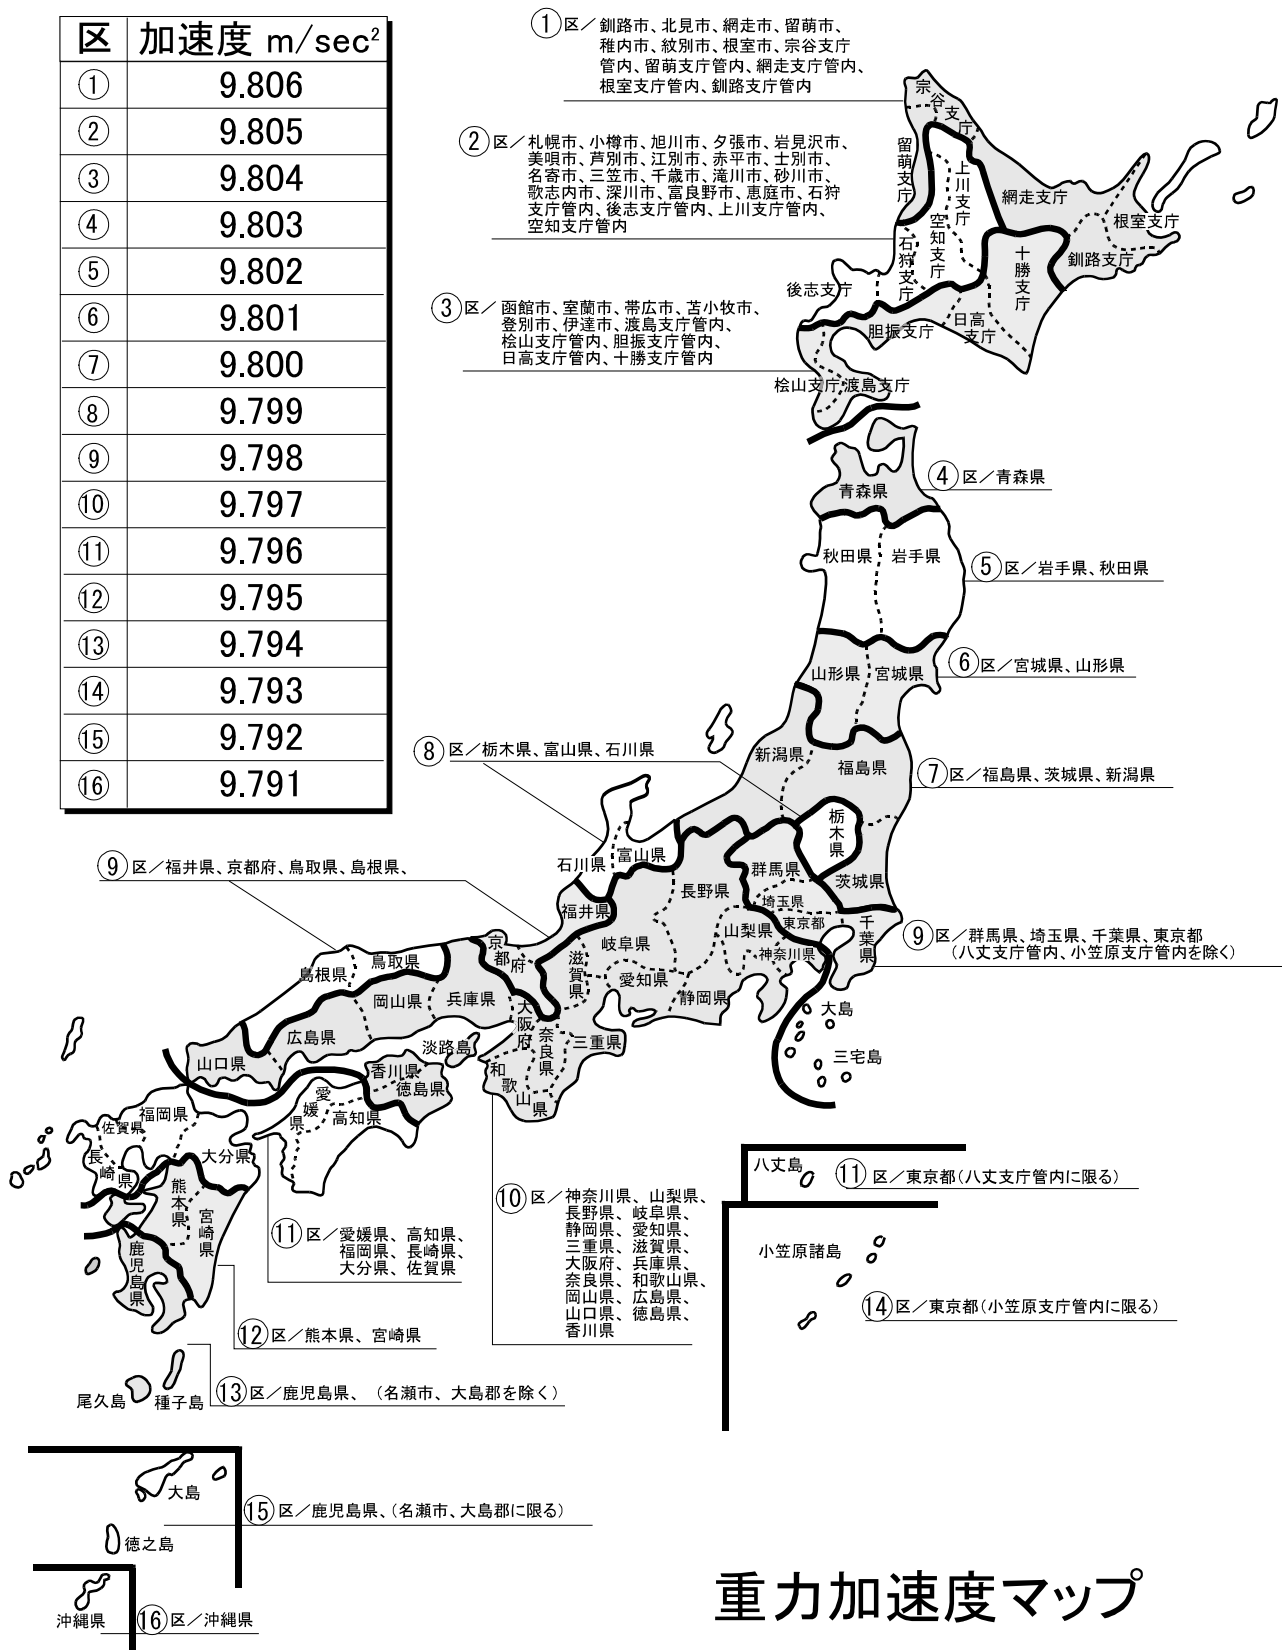 区 加速度 m/sec²
① 9.806
② 9.805
③ 9.804
④ 9.803
⑤ 9.802
⑥ 9.801
⑦ 9.800
⑧ 9.799
⑨ 9.798
⑩ 9.797
⑪ 9.796
⑫ 9.795
⑬ 9.794
⑭ 9.793
⑮ 9.792
⑯ 9.791
①区／釧路市、北見市、網走市、留萌市、
稚内市、紋別市、根室市、宗谷支庁
管内、留萌支庁管内、網走支庁管内、
根室支庁管内、釧路支庁管内
②区／札幌市、小樽市、旭川市、夕張市、岩見沢市、
美唄市、芦別市、江別市、赤平市、士別市、
名寄市、三笠市、千歳市、滝川市、砂川市、
歌志内市、深川市、富良野市、恵庭市、石狩
支庁管内、後志支庁管内、上川支庁管内、
空知支庁管内
③区／函館市、室蘭市、帯広市、苫小牧市、
登別市、伊達市、渡島支庁管内、
桧山支庁管内、胆振支庁管内、
日高支庁管内、十勝支庁管内
宗谷支庁
留萌支庁
上川支庁
網走支庁
根室支庁
空知支庁
石狩支庁
十勝支庁
釧路支庁
後志支庁
胆振支庁
日高支庁
桧山支庁
渡島支庁
青森県
④区／青森県
秋田県
岩手県
⑤区／岩手県、秋田県
山形県
宮城県
⑥区／宮城県、山形県
新潟県
福島県
⑦区／福島県、茨城県、新潟県
⑧区／栃木県、富山県、石川県
栃木県
石川県
富山県
群馬県
茨城県
長野県
埼玉県
東京都
千葉県
⑨区／福井県、京都府、鳥取県、島根県、
福井県
⑨区／群馬県、埼玉県、千葉県、東京都
（八丈支庁管内、小笠原支庁管内を除く）
山梨県
神奈川県
岐阜県
京都府
滋賀県
鳥取県
島根県
愛知県
静岡県
兵庫県
岡山県
大阪府
奈良県
三重県
広島県
淡路島
大島
三宅島
山口県
香川県
徳島県
和歌山県
愛媛県
高知県
福岡県
佐賀県
大分県
長崎県
熊本県
宮崎県
鹿児島県
八丈島
⑪区／東京都（八丈支庁管内に限る）
⑩区／神奈川県、山梨県、
長野県、岐阜県、
静岡県、愛知県、
三重県、滋賀県、
大阪府、兵庫県、
奈良県、和歌山県、
岡山県、広島県、
山口県、徳島県、
香川県
⑪区／愛媛県、高知県、
福岡県、長崎県、
大分県、佐賀県
小笠原諸島
⑭区／東京都（小笠原支庁管内に限る）
⑫区／熊本県、宮崎県
尾久島
種子島
⑬区／鹿児島県、（名瀬市、大島郡を除く）
大島
⑮区／鹿児島県、（名瀬市、大島郡に限る）
徳之島
沖縄県
⑯区／沖縄県
重力加速度マップ